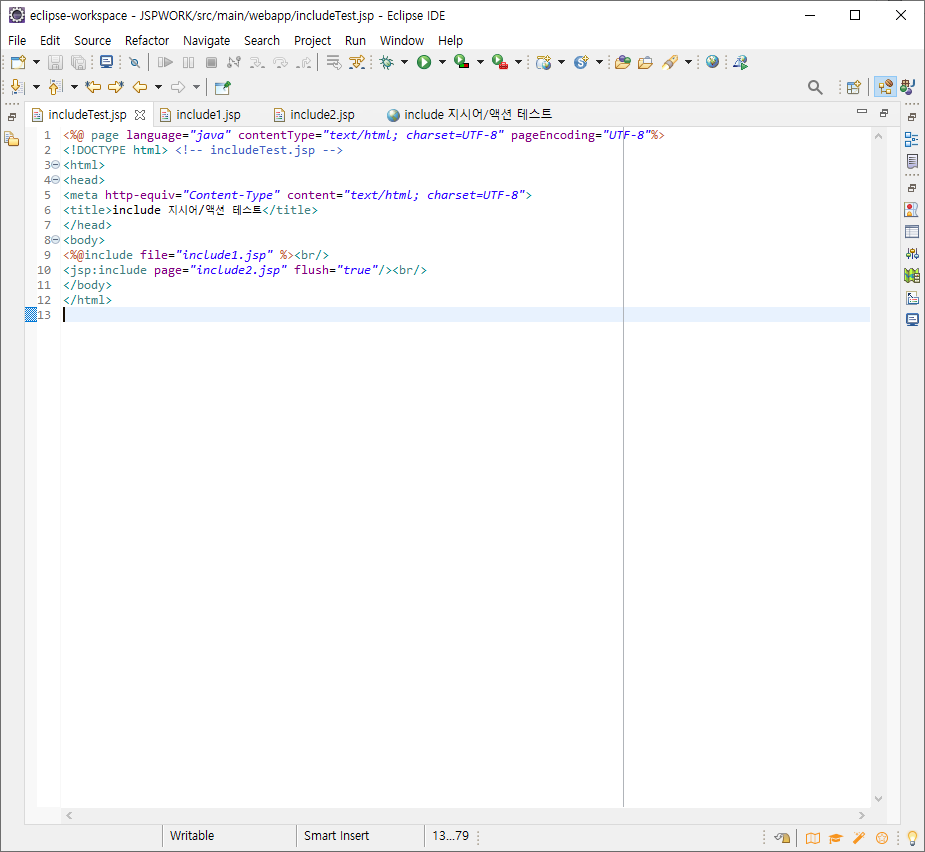 eclipse-workspace - JSPWORK/src/main/webapp/includeTest.jsp - Eclipse IDE
File Edit Source Refactor Navigate Search Project Run Window Help
includeTest.jsp include1.jsp include2.jsp include 지시어/액션 테스트
1 <%@ page language="java" contentType="text/html; charset=UTF-8" pageEncoding="UTF-8"%>
2 <!DOCTYPE html> <!-- includeTest.jsp -->
3 <html>
4 <head>
5 <meta http-equiv="Content-Type" content="text/html; charset=UTF-8">
6 <title>include 지시어/액션 테스트</title>
7 </head>
8 <body>
9 <%@include file="include1.jsp" %><br/>
10 <jsp:include page="include2.jsp" flush="true"/><br/>
11 </body>
12 </html>
13
Writable Smart Insert 13...79